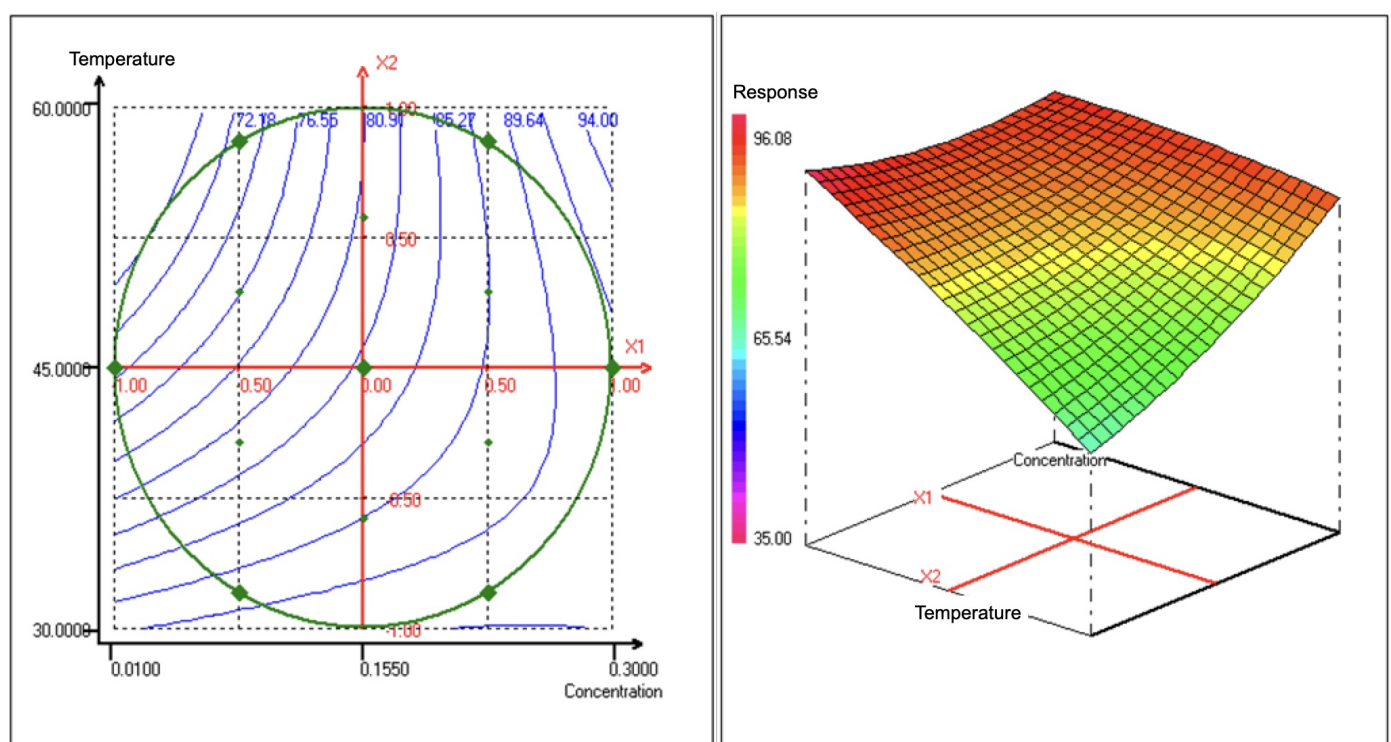 Temperature
X2
60.0000
1.00
72.18 76.55 80.91 85.27 89.64 94.00
0.50
X1
45.0000
1.00 0.50 0.00 0.50 1.00
0.50
30.0000
-1.00
0.0100 0.1550 0.3000
Concentration
Response
96.08
65.54
35.00
Concentration
X1
X2
Temperature